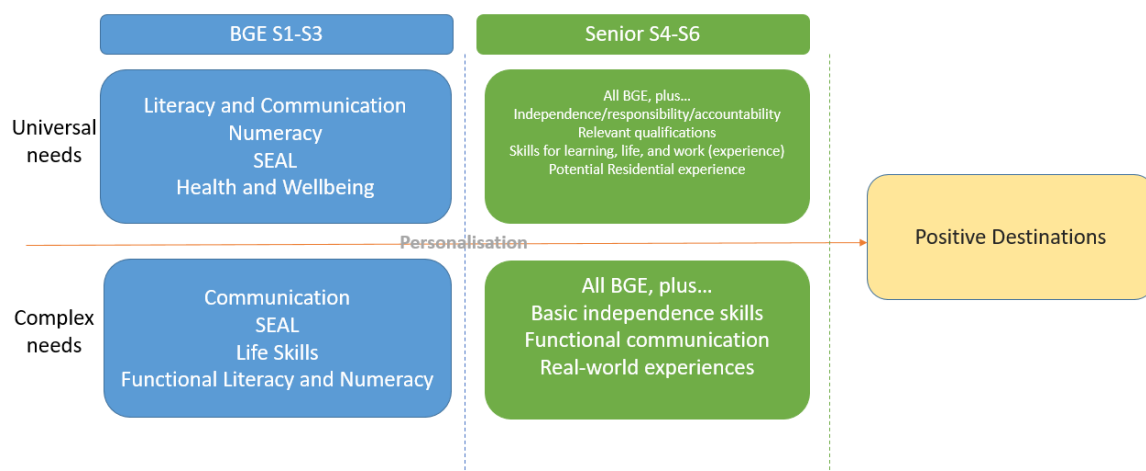 BGE S1-S3
Senior S4-S6
Universal
needs
Literacy and Communication
Numeracy
SEAL
Health and Wellbeing
All BGE, plus...
Independence/responsibility/accountability
Relevant qualifications
Skills for learning, life, and work (experience)
Potential Residential experience
Personalisation
Positive Destinations
Complex
needs
Communication
SEAL
Life Skills
Functional Literacy and Numeracy
All BGE, plus...
Basic independence skills
Functional communication
Real-world experiences